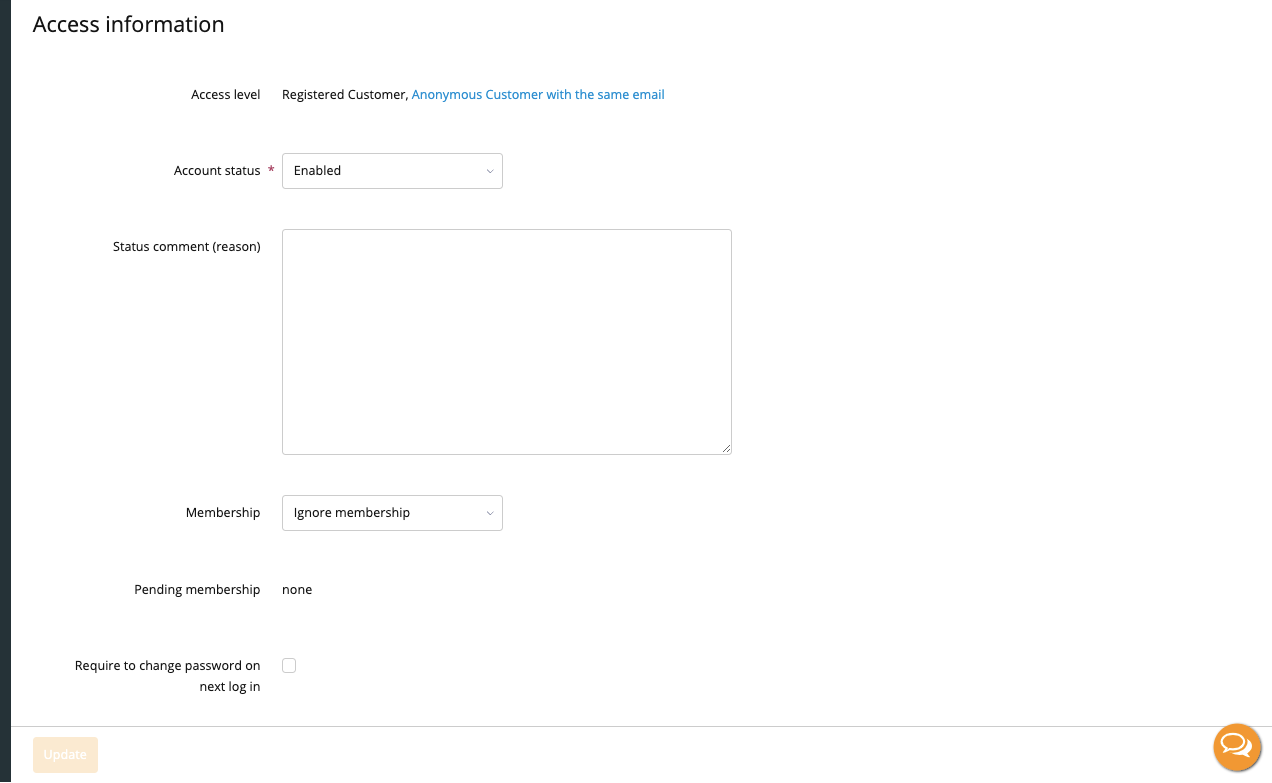 Access information
Access level Registered Customer, Anonymous Customer with the same email
Account status * Enabled
Status comment (reason)
Membership Ignore membership
Pending membership none
Require to change password on
next log in
Update